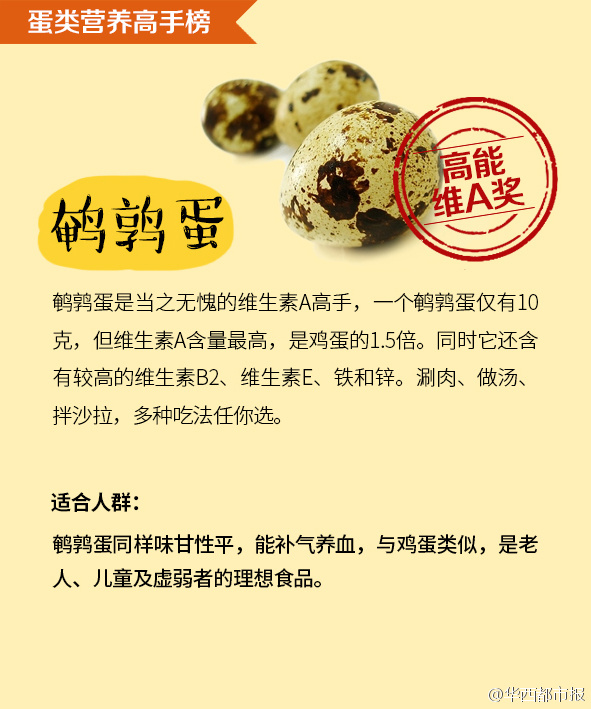 蛋类营养高手榜
高能
维A奖
鹌鹑蛋
鹌鹑蛋是当之无愧的维生素A高手，一个鹌鹑蛋仅有10
克，但维生素A含量最高，是鸡蛋的1.5倍。同时它还含
有较高的维生素B2、维生素E、铁和锌。涮肉、做汤、
拌沙拉，多种吃法任你选。
适合人群：
鹌鹑蛋同样味甘性平，能补气养血，与鸡蛋类似，是老
人、儿童及虚弱者的理想食品。
@华西都市报